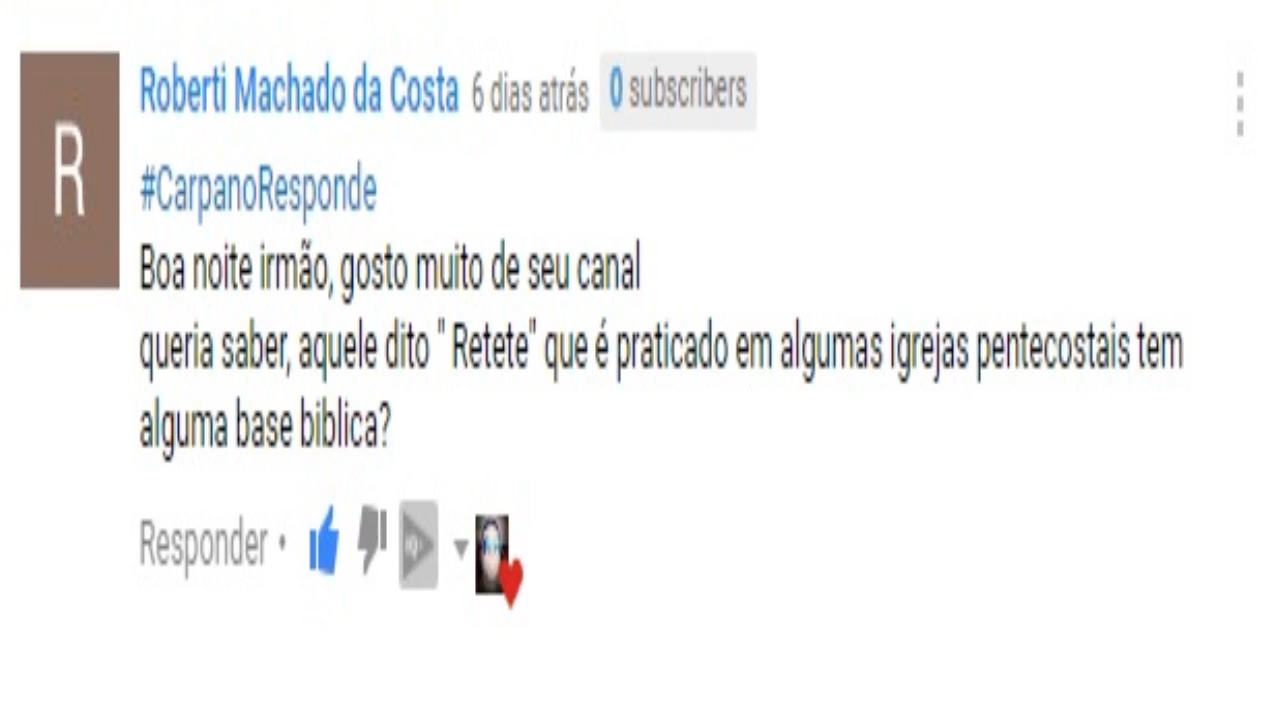 R
Roberti Machado da Costa 6 dias atrás 0 subscribers
#CarpanoResponde
Boa noite irmão, gosto muito de seu canal
queria saber, aquele dito " Retete" que é praticado em algumas igrejas pentecostais tem
alguma base biblica?
Responder •